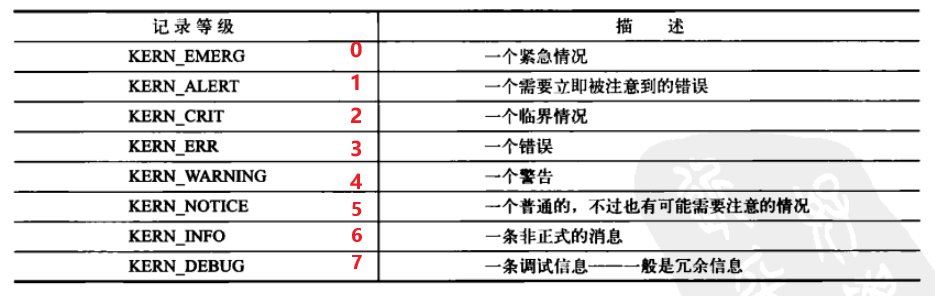 记录等级 描 述
KERN_EMERG 0 一个紧急情况
KERN_ALERT 1 一个需要立即被注意到的错误
KERN_CRIT 2 一个临界情况
KERN_ERR 3 一个错误
KERN_WARNING 4 一个警告
KERN_NOTICE 5 一个普通的，不过也有可能需要注意的情况
KERN_INFO 6 一条非正式的消息
KERN_DEBUG 7 一条调试信息——一般是冗余信息